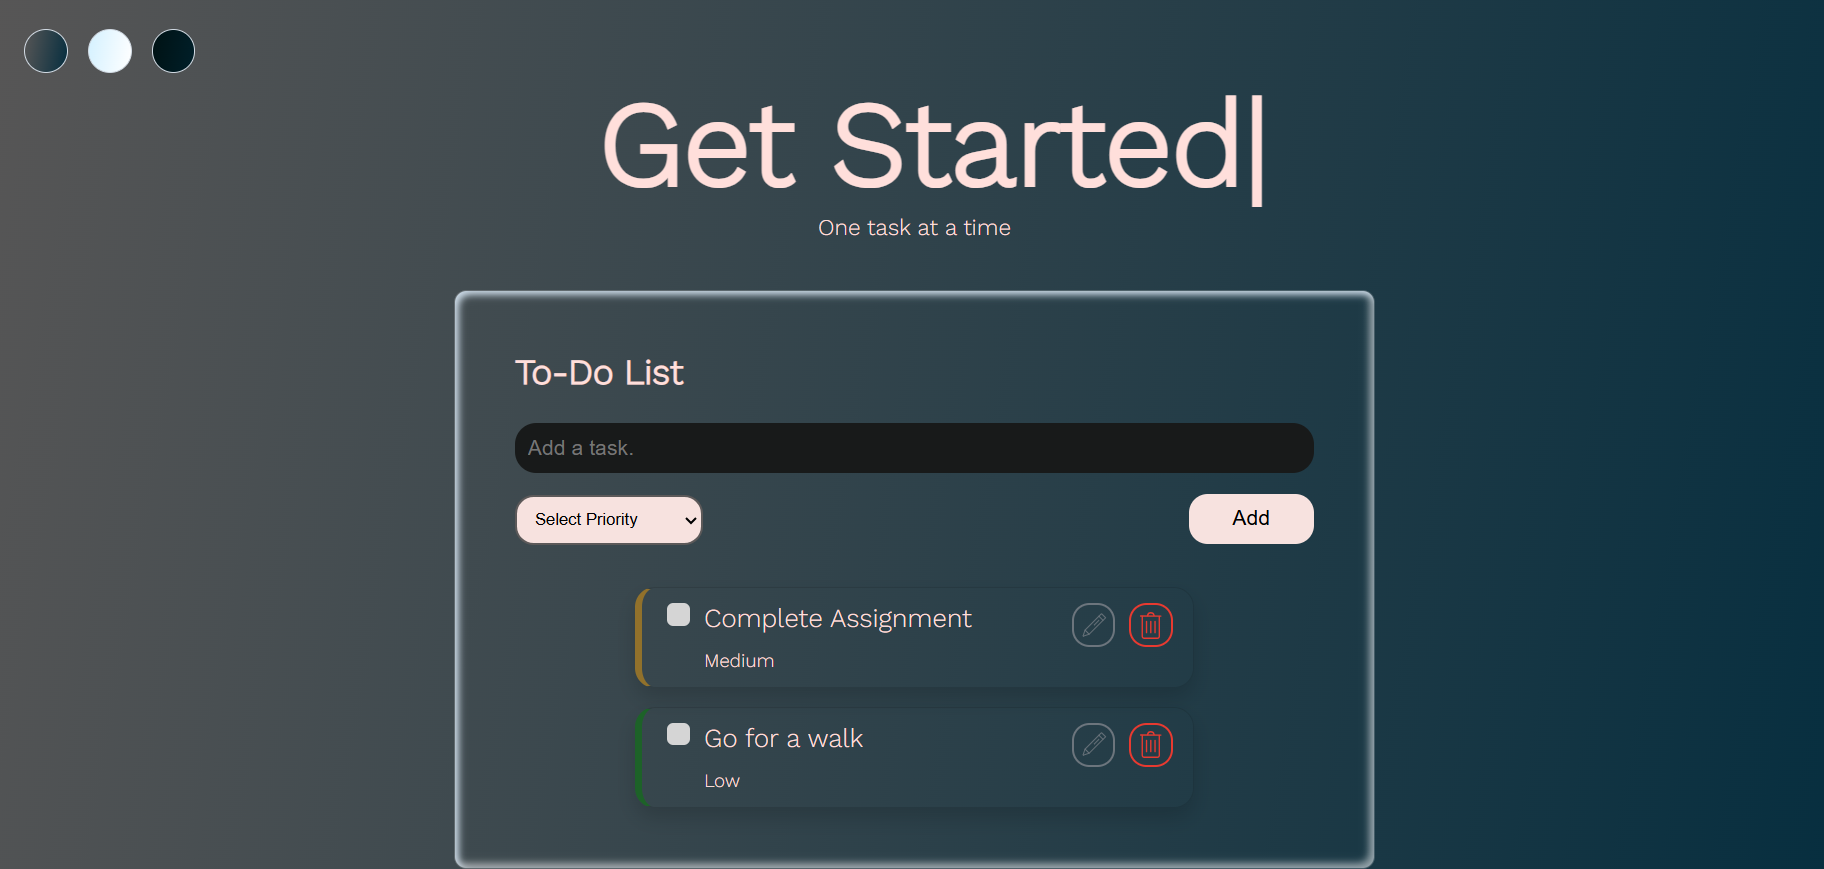 Get Started|
One task at a time
To-Do List
Add a task.
Select Priority
Add
Complete Assignment
Medium
Go for a walk
Low